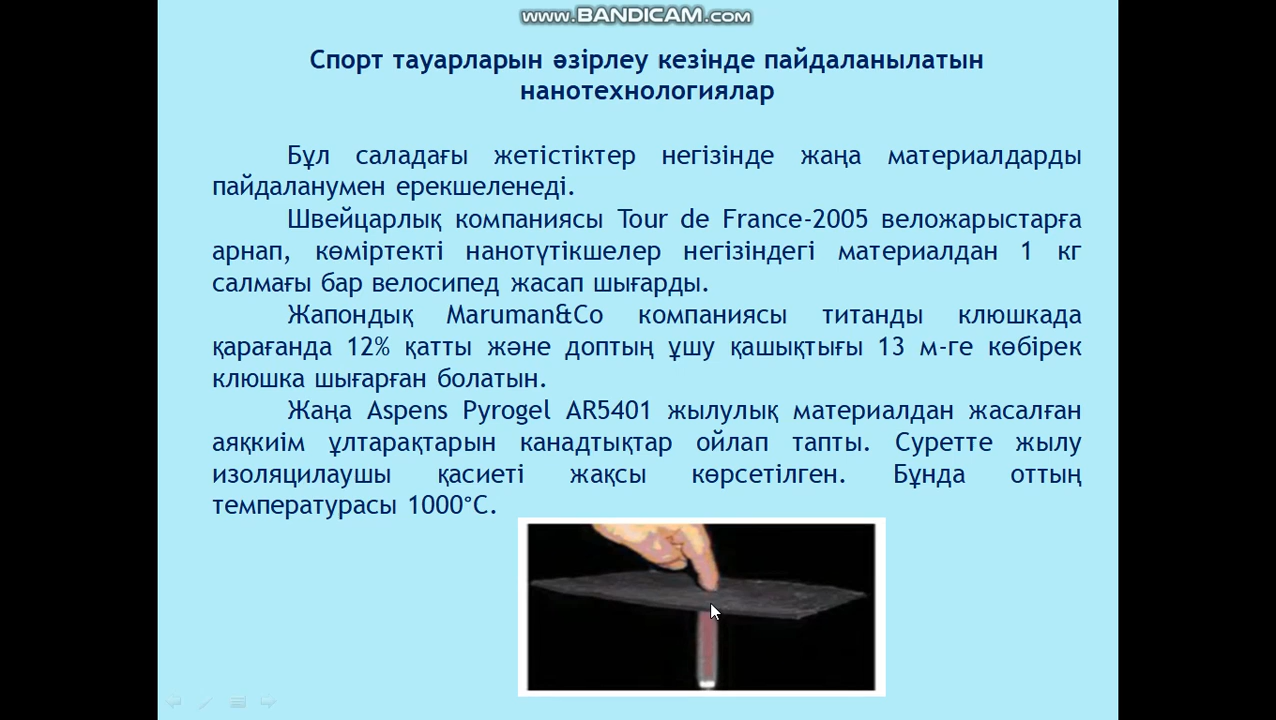 www.BANDICAM.com
Спорт тауарларын әзірлеу кезінде пайдаланылатын
нанотехнологиялар
Бұл саладағы жетістіктер негізінде жаңа материалдарды
пайдаланумен ерекшеленеді.
Швейцарлық компаниясы Tour de France-2005 веложарыстарға
арнап, көміртекті нанотүтікшелер негізіндегі материалдан 1 кг
салмағы бар велосипед жасап шығарды.
Жапондық Maruman&Co компаниясы титанды клюшкада
қарағанда 12% қатты және доптың ұшу қашықтығы 13 м-ге көбірек
клюшка шығарған болатын.
Жаңа Aspens Pyrogel AR5401 жылулық материалдан жасалған
аяқкиім ұлтарақтарын канадтықтар ойлап тапты. Суретте жылу
изоляцилаушы қасиеті жақсы көрсетілген. Бұнда оттың
температурасы 1000°С.